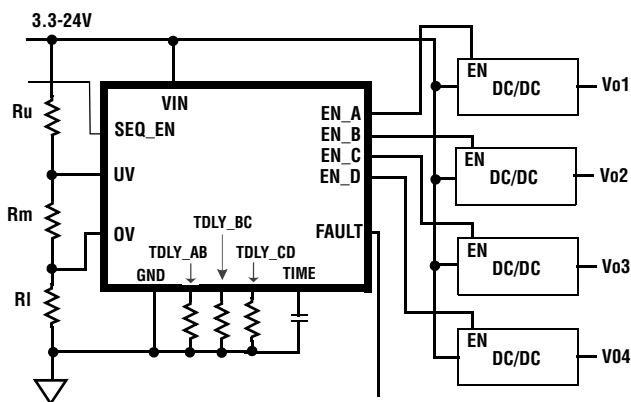 3.3-24V
EN
DC/DC
Vo1
VIN
Ru
SEQ_EN
EN_A
EN_B
EN_C
EN_D
EN
DC/DC
Vo2
UV
Rm
OV
TDLY_BC
TDLY_AB
TDLY_CD
FAULT
GND
TIME
EN
DC/DC
Vo3
Rl
EN
DC/DC
V04